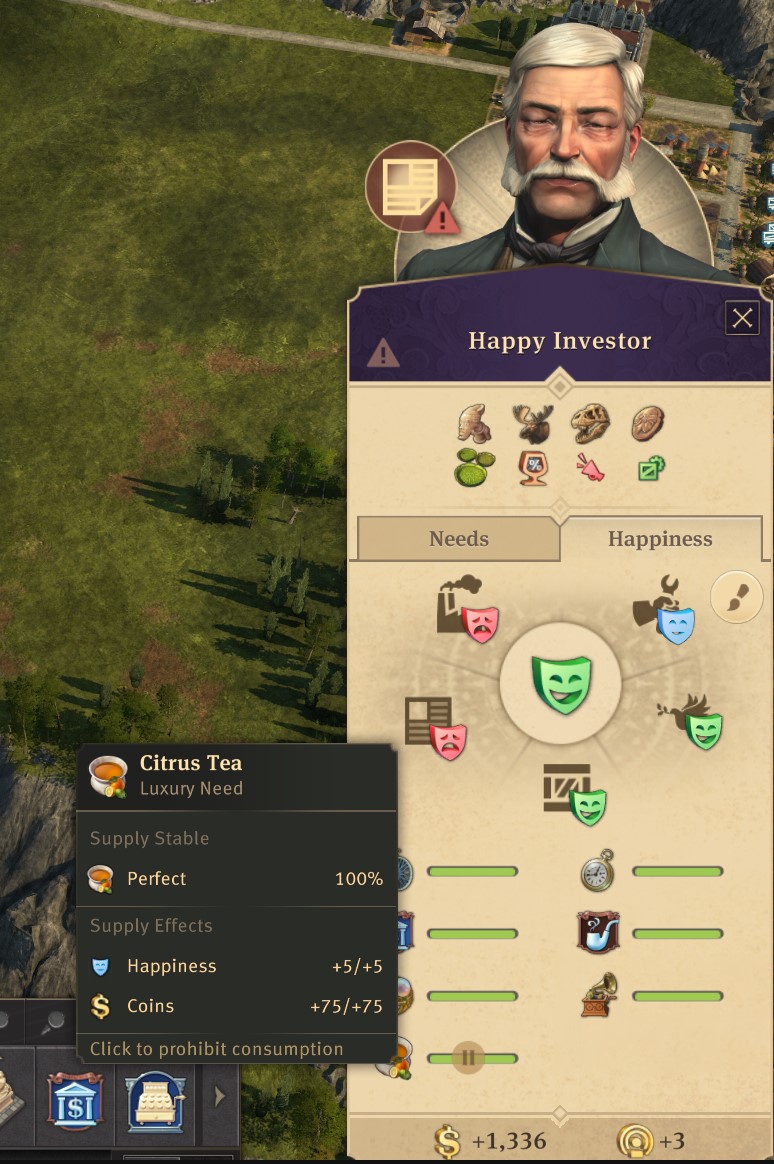 Happy Investor
Needs
Happiness
Citrus Tea
Luxury Need
Supply Stable
Perfect 100%
Supply Effects
Happiness +5/+5
Coins +75/+75
Click to prohibit consumption
+1,336
+3